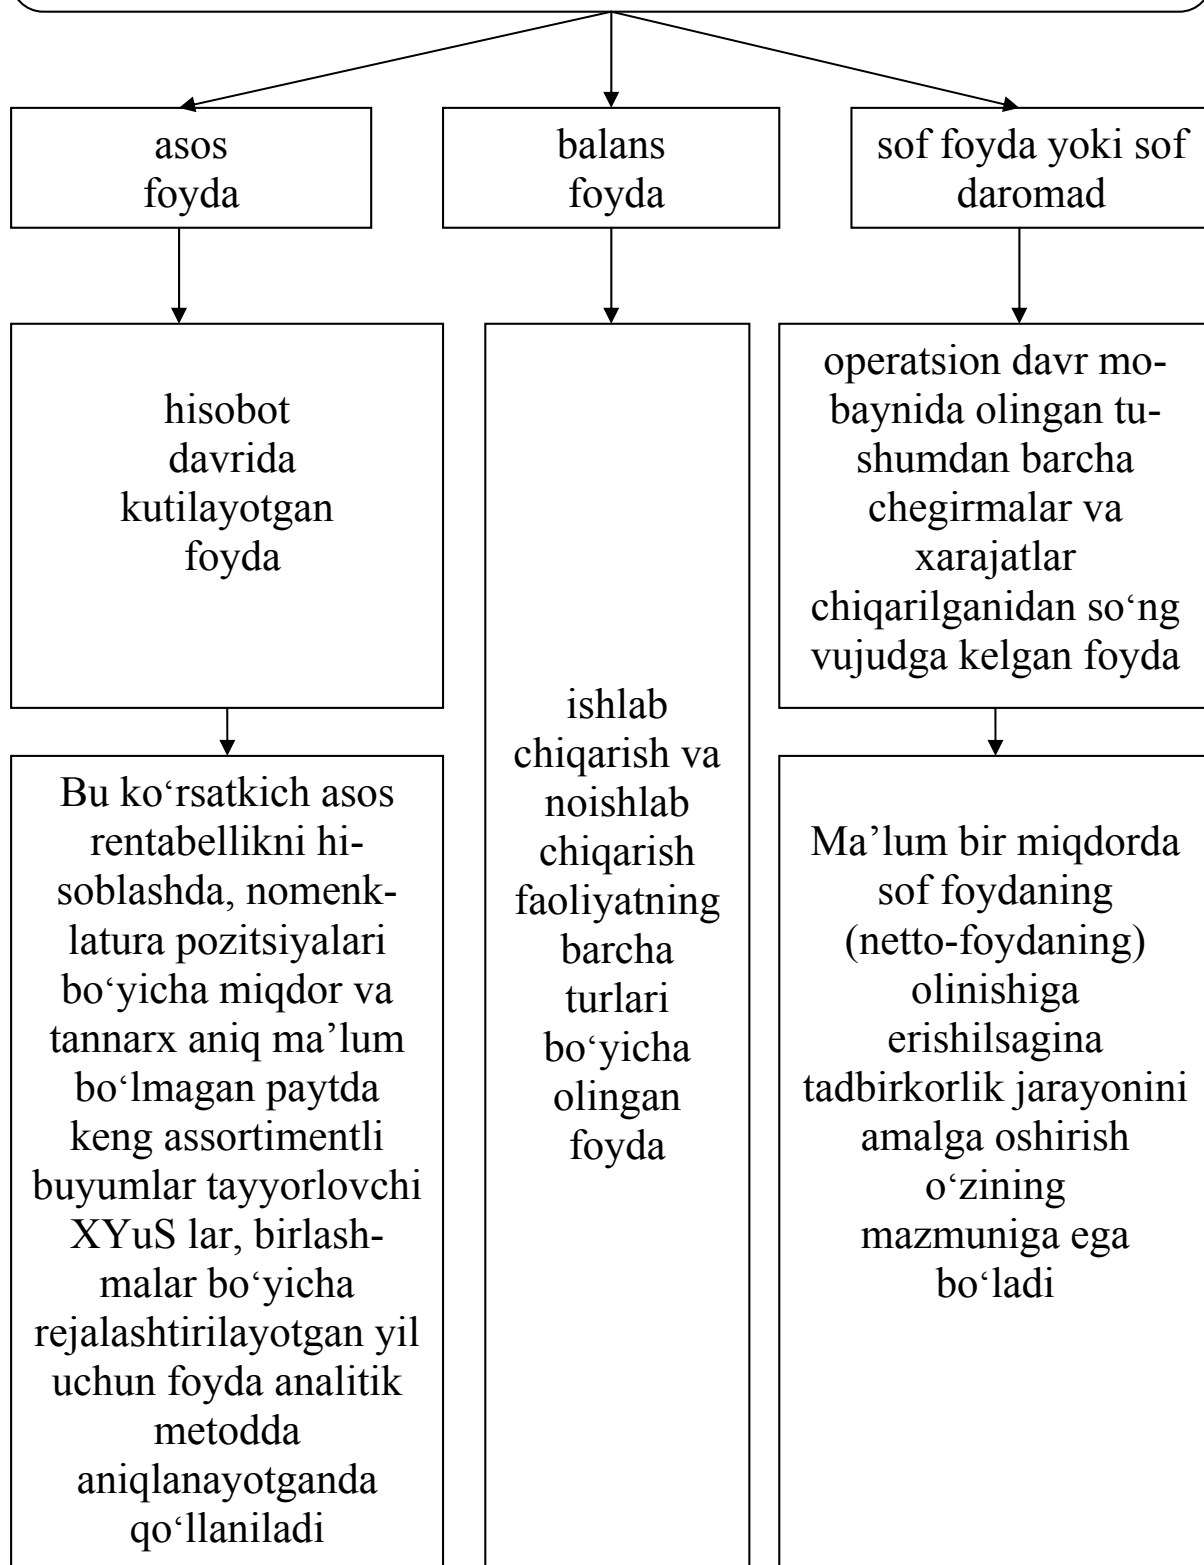 asos
foyda
balans
foyda
sof foyda yoki sof
daromad
hisobot
davrida
kutilayotgan
foyda
Bu ko‘rsatkich asos
rentabellikni hi-
soblashda, nomenk-
latura pozitsiyalari
bo‘yicha miqdor va
tannarx aniq ma’lum
bo‘lmagan paytda
keng assortimentli
buyumlar tayyorlovchi
XYuS lar, birlash-
malar bo‘yicha
rejalashtirilayotgan yil
uchun foyda analitik
metodda
aniqlanayotganda
qo‘llaniladi
ishlab
chiqarish va
noishlab
chiqarish
faoliyatning
barcha
turlari
bo‘yicha
olingan
foyda
operatsion davr mo-
baynida olingan tu-
shumdan barcha
chegirmalar va
xarajatlar
chiqarilganidan so‘ng
vujudga kelgan foyda
Ma’lum bir miqdorda
sof foydaning
(netto-foydaning)
olinishiga
erishilsagina
tadbirkorlik jarayonini
amalga oshirish
o‘zining
mazmuniga ega
bo‘ladi